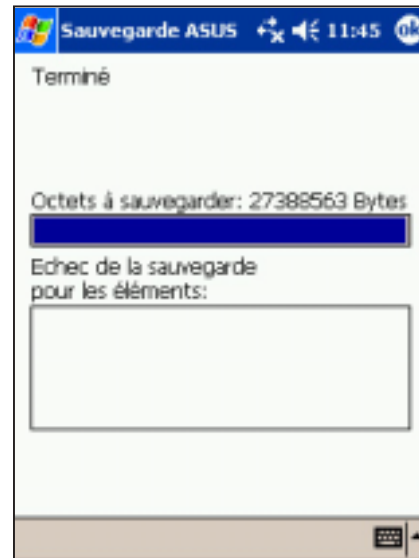 Sauvegarde ASUS 11:45 ok
Terminé
Octets à sauvegarder: 27388563 Bytes
Echec de la sauvegarde
pour les éléments: